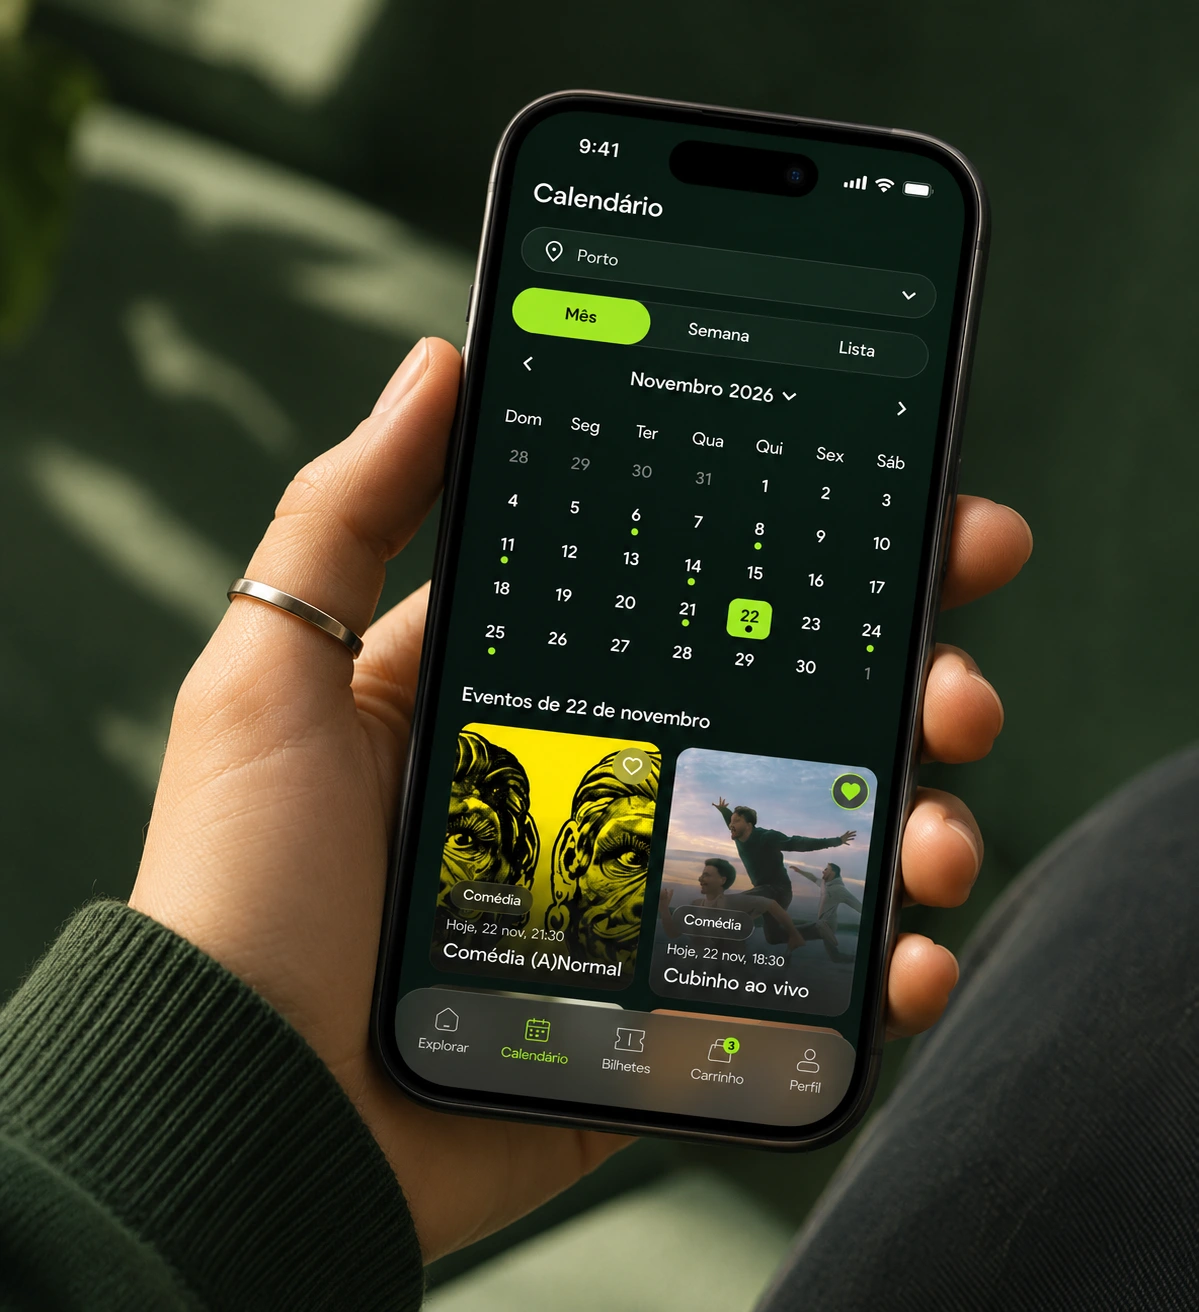 9:41
Calendário
Porto
Mês Semana Lista
Novembro 2026
Dom Seg Ter Qua Qui Sex Sáb
28 29 30 31 1 2 3
4 5 6 7 8 9 10
11 12 13 14 15 16 17
18 19 20 21 22 23 24
25 26 27 28 29 30 1
Eventos de 22 de novembro
Comédia
Hoje, 22 nov, 21:30
Comédia (A)Normal
Comédia
Hoje, 22 nov, 18:30
Cubinho ao vivo
Explorar Calendário Bilhetes 3 Carrinho Perfil